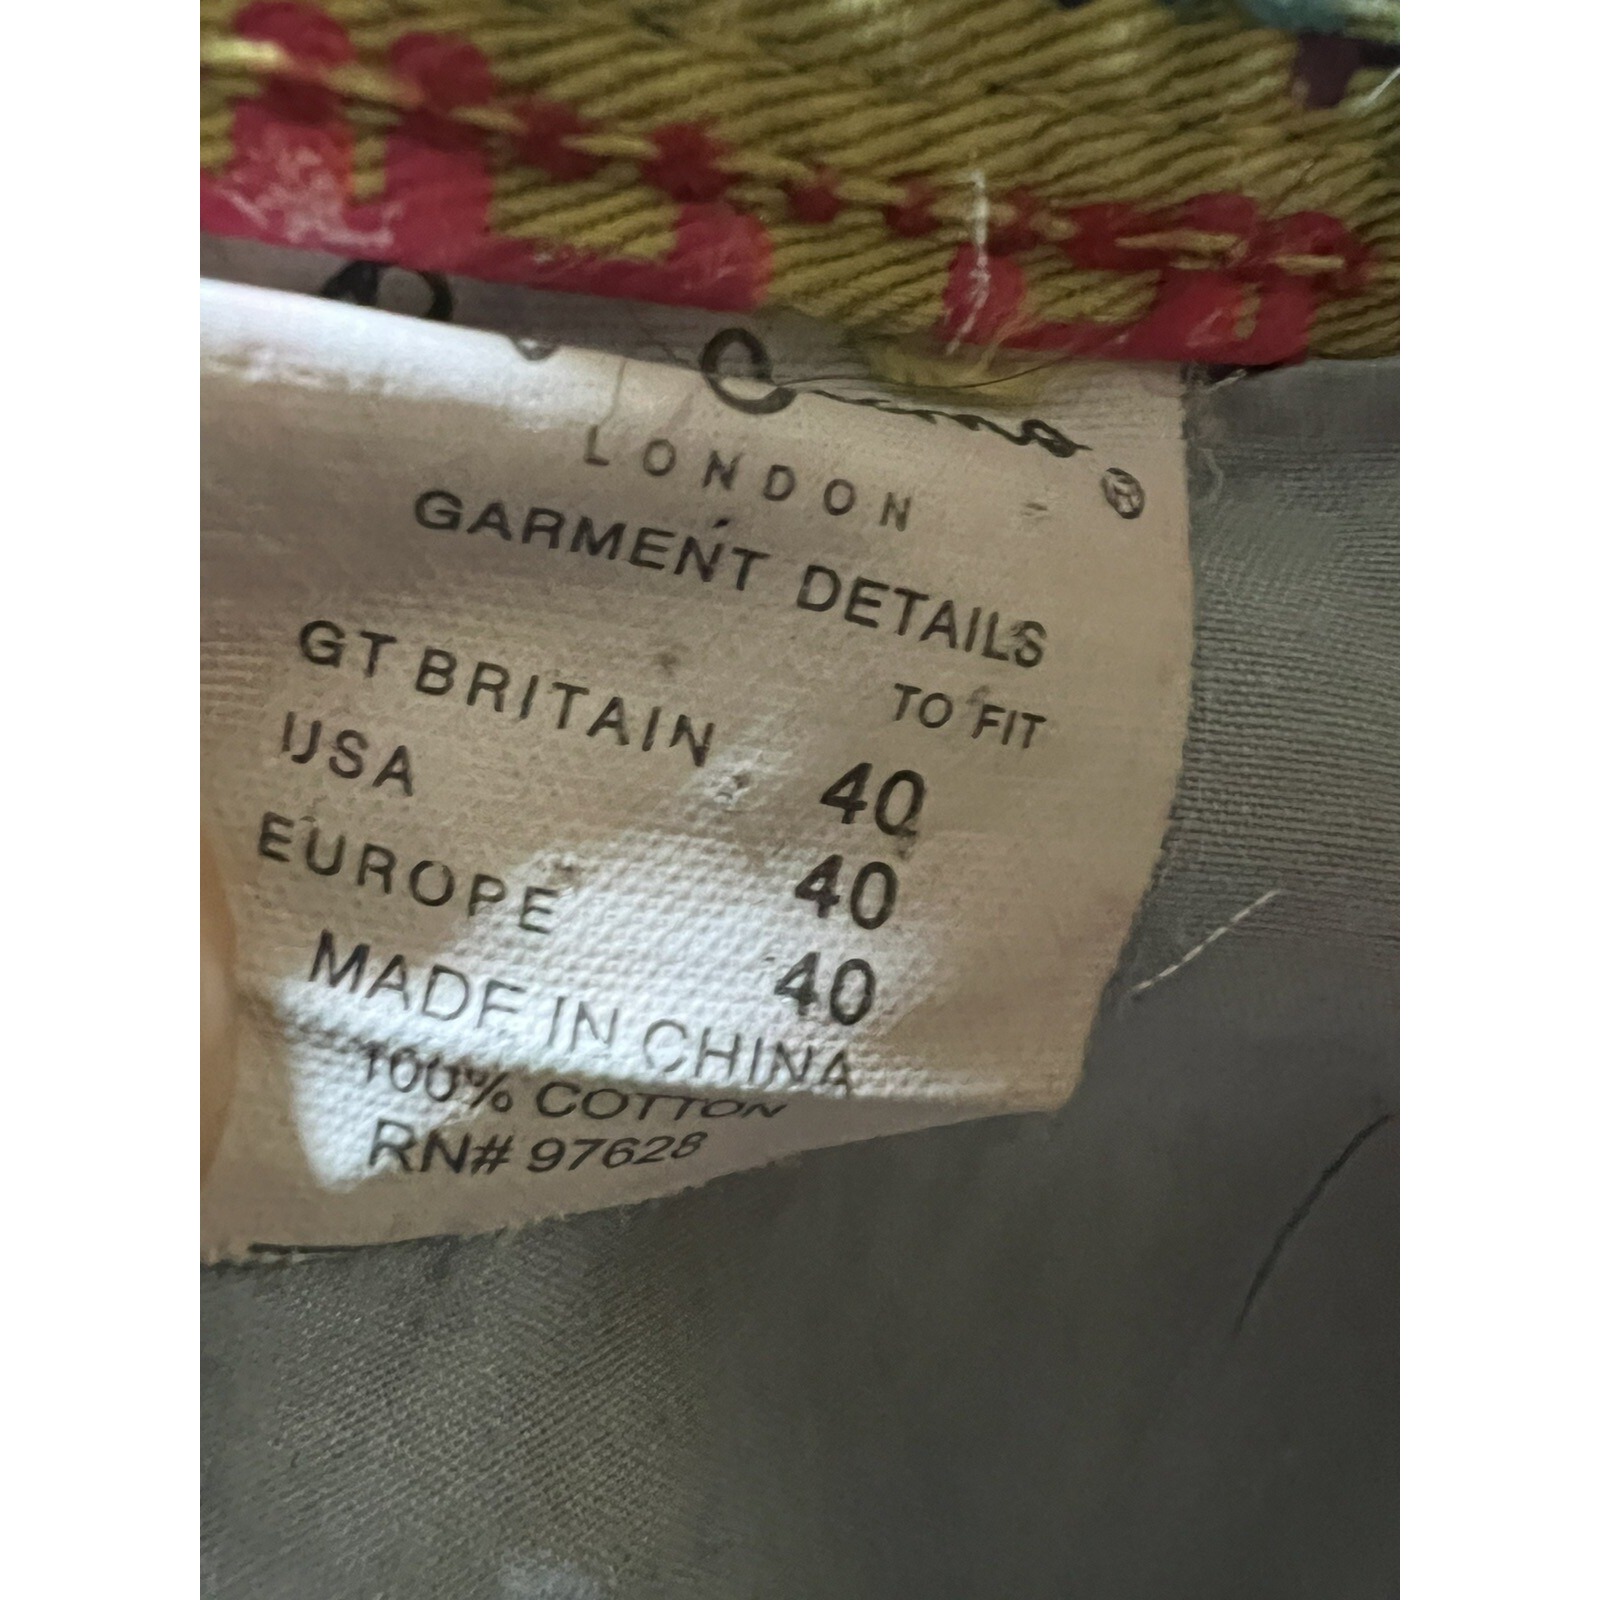 LONDON ®
GARMENT DETAILS
TO FIT
GT BRITAIN 40
USA 40
EUROPE 40
MADE IN CHINA
100% COTTON
RN# 97628